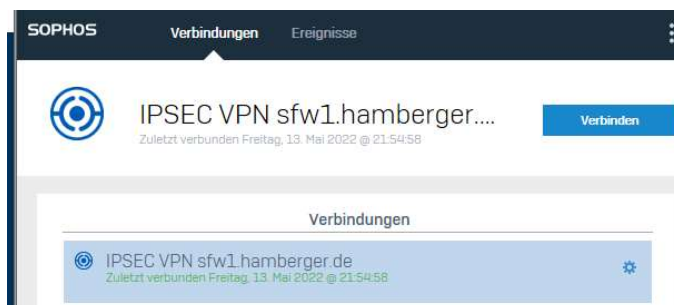 SOPHOS Verbindungen Ereignisse
IPSEC VPN sfw1.hamberger....
Zuletzt verbunden Freitag, 13. Mai 2022 @ 21:54:58
Verbinden
Verbindungen
IPSEC VPN sfw1.hamberger.de
Zuletzt verbunden Freitag, 13. Mai 2022 @ 21:54:58